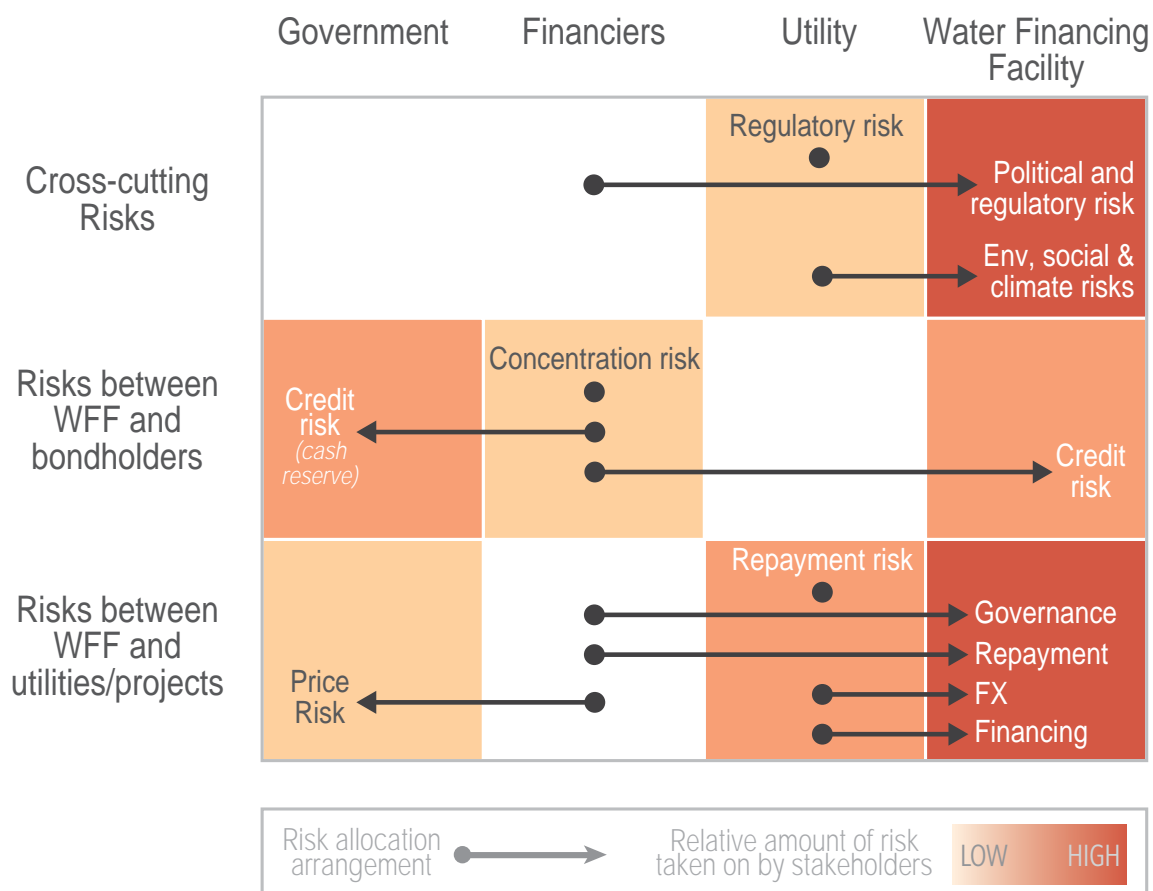 Government
Financiers
Utility
Water Financing
Facility
Cross-cutting
Risks
Regulatory risk
Political and
regulatory risk
Env, social &
climate risks
Risks between
WFF and
bondholders
Credit
risk
(cash
reserve)
Concentration risk
Credit
risk
Risks between
WFF and
utilities/projects
Price
Risk
Repayment risk
Governance
Repayment
FX
Financing
Risk allocation
arrangement
Relative amount of risk
taken on by stakeholders
LOW
HIGH